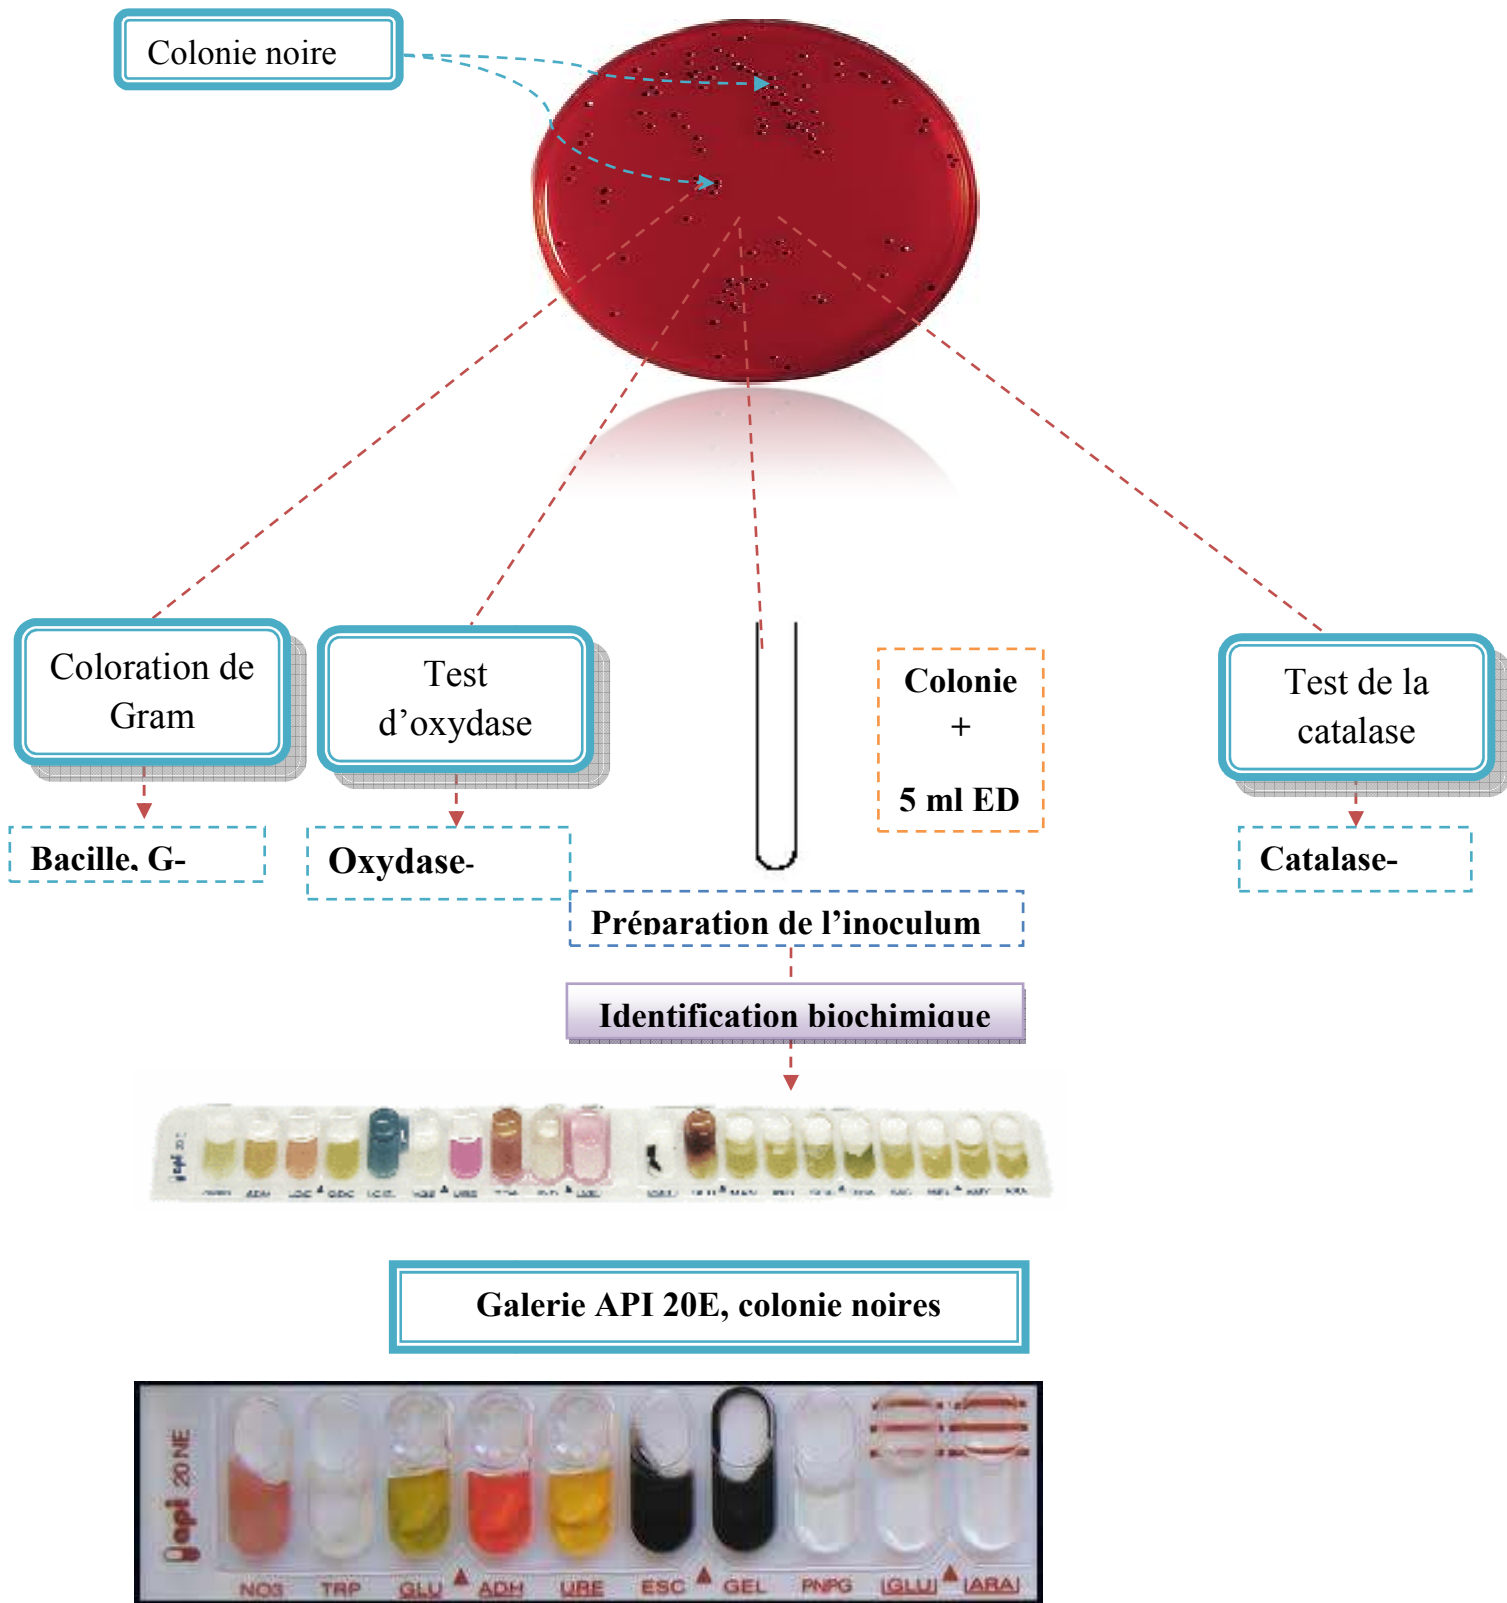 Colonie noire
Coloration de
Gram
Test
d’oxydase
Colonie
+
5 ml ED
Test de la
catalase
Bacille, G-
Oxydase-
Catalase-
Préparation de l’inoculum
Identification biochimique
api
Galerie API 20E, colonie noires
api 20 NE
NO3 TRP GLU ADH URE ESC GEL PNPG |GLU| |ARA|